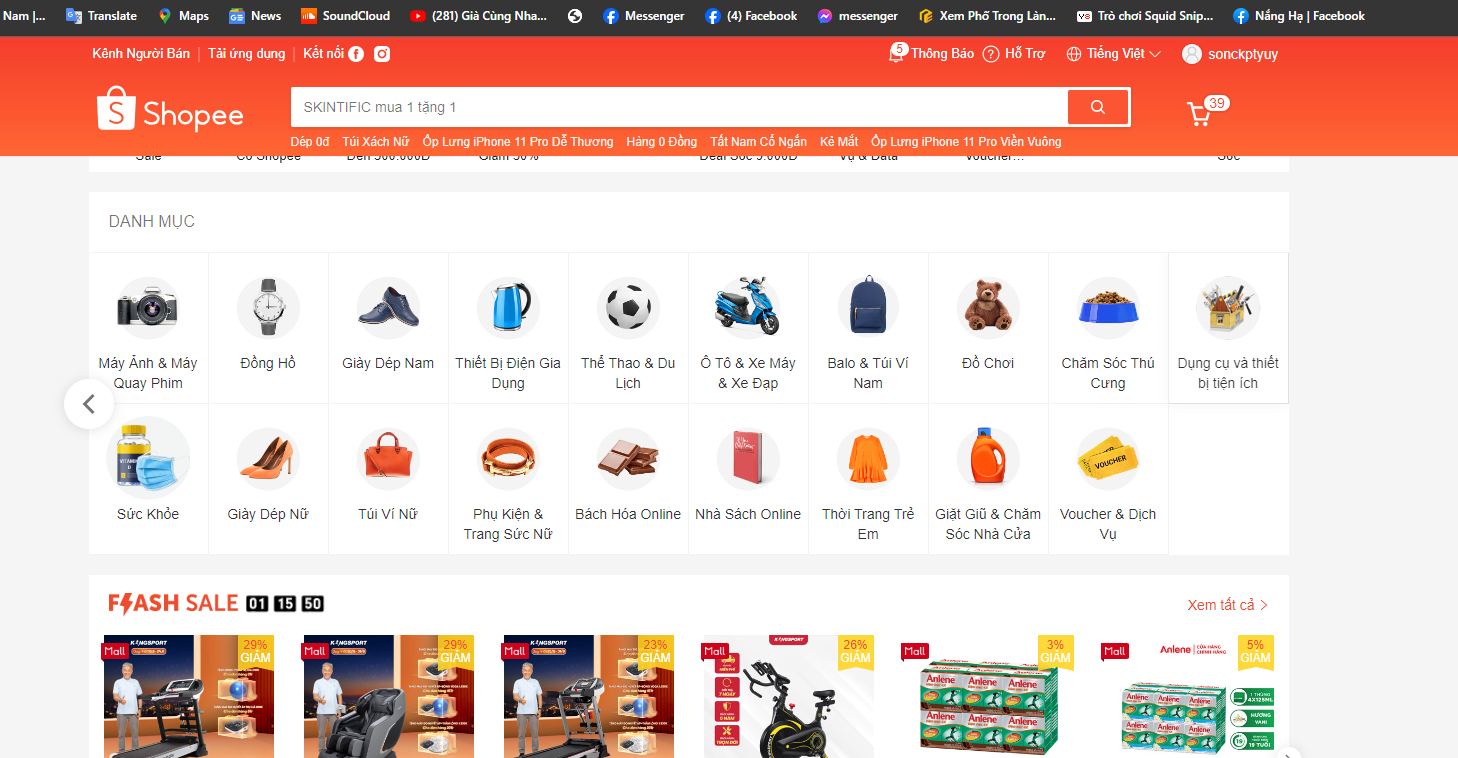 Nam |...
Translate
Maps
News
SoundCloud
(281) Già Cùng Nha...
Messenger
(4) Facebook
messenger
Xem Phố Trong Làn...
Trò chơi Squid Snip...
Nắng Hạ | Facebook
Kênh Người Bán
Tải ứng dụng
Kết nối
5
Thông Báo
Hỗ Trợ
Tiếng Việt
sonckptyuy
Shopee
SKINTIFIC mua 1 tặng 1
39
Dép 0đ
Túi Xách Nữ
Ốp Lưng iPhone 11 Pro Dễ Thương
Hàng 0 Đồng
Tất Nam Cổ Ngắn
Kẻ Mắt
Ốp Lưng iPhone 11 Pro Viền Vuông
DANH MỤC
Máy Ảnh & Máy
Quay Phim
Đồng Hồ
Giày Dép Nam
Thiết Bị Điện Gia
Dụng
Thể Thao & Du
Lịch
Ô Tô & Xe Máy
& Xe Đạp
Balo & Túi Ví
Nam
Đồ Chơi
Chăm Sóc Thú
Cưng
Dụng cụ và thiết
bị tiện ích
Sức Khỏe
Giày Dép Nữ
Túi Ví Nữ
Phụ Kiện &
Trang Sức Nữ
Bách Hóa Online
Nhà Sách Online
Thời Trang Trẻ
Em
VOUCHER
Giặt Giũ & Chăm
Sóc Nhà Cửa
Voucher & Dịch
Vụ
FLASH SALE 01 15 50
Xem tất cả
Mall
KINGSPORT
29%
GIẢM
Mall
KINGSPORT
29%
GIẢM
Mall
KINGSPORT
23%
GIẢM
Mall
KINGSPORT
26%
GIẢM
Mall
3%
GIẢM
Anlene
Mall
Anlene
5%
GIẢM
1 THÙNG
4X125ML
HƯƠNG
VANI
19 TUỔI